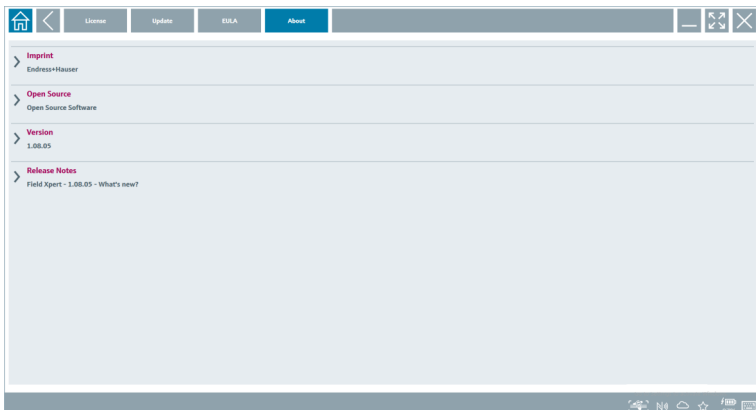 License Update EULA About
Imprint
Endress+Hauser
Open Source
Open Source Software
Version
1.08.05
Release Notes
Field Xpert - 1.08.05 - What's new?